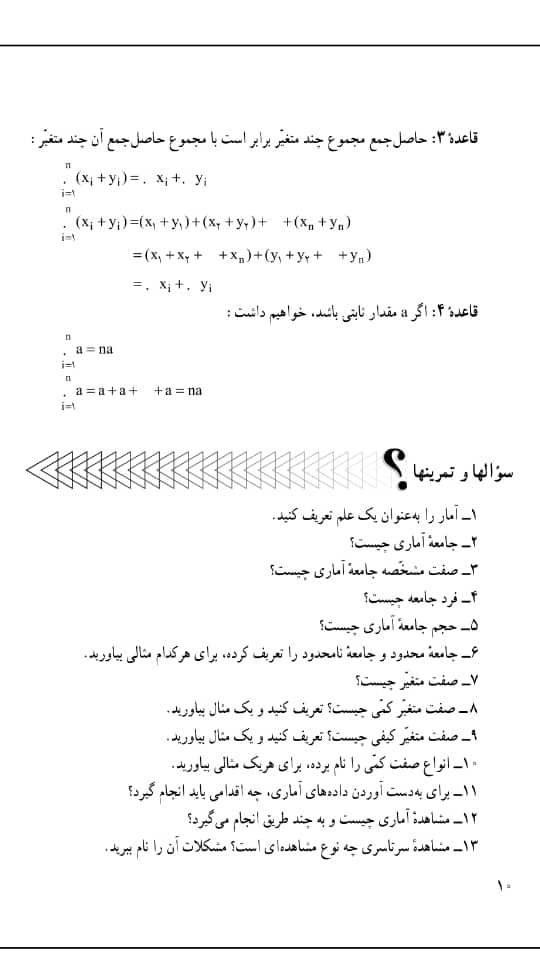 قاعدهٔ ۳: حاصل‌جمع مجموع چند متغیّر برابر است با مجموع حاصل‌جمع آن چند متغیّر :
n
. (xᵢ + yᵢ) = . xᵢ + . yᵢ
i=۱
n
. (xᵢ + yᵢ) = (x₁ + y₁) + (x₂ + y₂) + + (xₙ + yₙ)
i=۱
= (x₁ + x₂ + + xₙ) + (y₁ + y₂ + + yₙ)
= . xᵢ + . yᵢ
قاعدهٔ ۴: اگر a مقدار ثابتی باشد، خواهیم داشت :
n
. a = na
i=۱
n
. a = a + a + + a = na
i=۱
سؤالها و تمرینها ؟
۱ــ آمار را به‌عنوان یک علم تعریف کنید.
۲ــ جامعهٔ آماری چیست؟
۳ــ صفت مشخّصه جامعهٔ آماری چیست؟
۴ــ فرد جامعه چیست؟
۵ــ حجم جامعهٔ آماری چیست؟
۶ــ جامعهٔ محدود و جامعهٔ نامحدود را تعریف کرده، برای هرکدام مثالی بیاورید.
۷ــ صفت متغیّر چیست؟
۸ــ صفت متغیّر کمّی چیست؟ تعریف کنید و یک مثال بیاورید.
۹ــ صفت متغیّر کیفی چیست؟ تعریف کنید و یک مثال بیاورید.
۱۰ــ انواع صفت کمّی را نام برده، برای هریک مثالی بیاورید.
۱۱ــ برای به‌دست آوردن داده‌های آماری، چه اقدامی باید انجام گیرد؟
۱۲ــ مشاهدهٔ آماری چیست و به چند طریق انجام می‌گیرد؟
۱۳ــ مشاهدهٔ سرتاسری چه نوع مشاهده‌ای است؟ مشکلات آن را نام ببرید.
۱۰